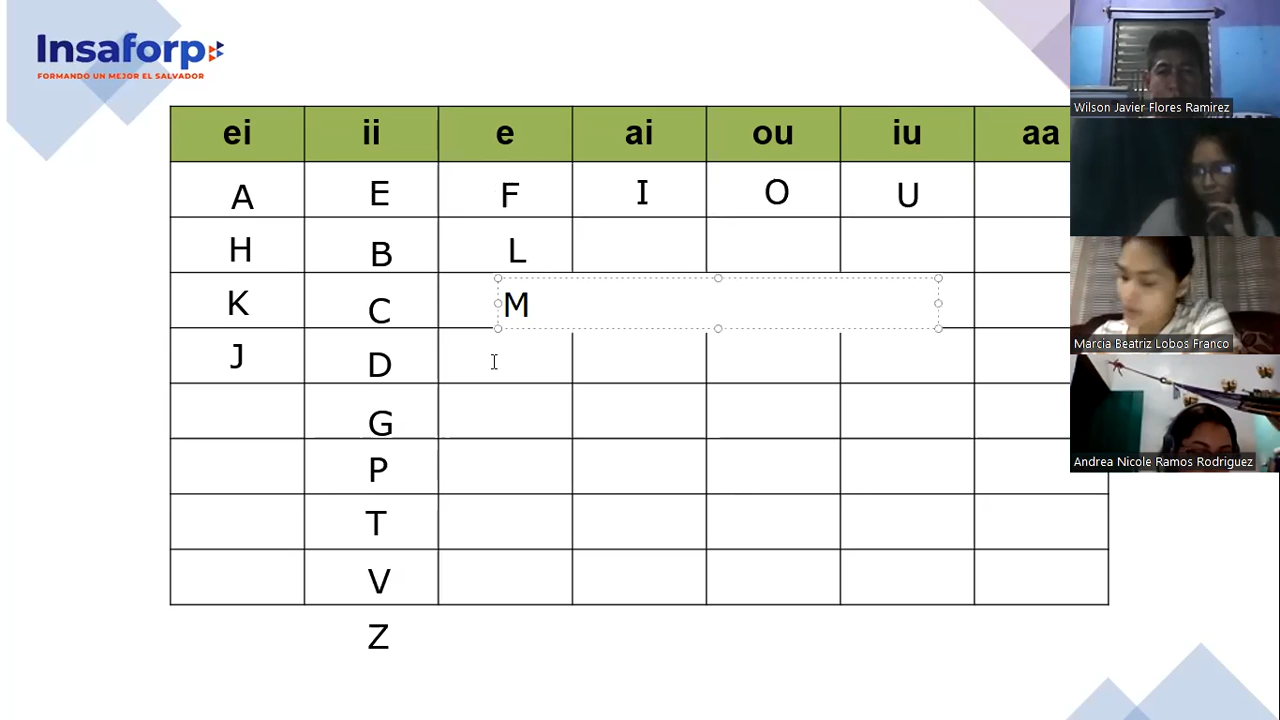 Insaforp
FORMANDO UN MEJOR EL SALVADOR
ei ii e ai ou iu aa
A E F I O U
H B L
K C M
J D
G
P
T
V
Z
Wilson Javier Flores Ramirez
Marcia Beatriz Lobos Franco
Andrea Nicole Ramos Rodriguez